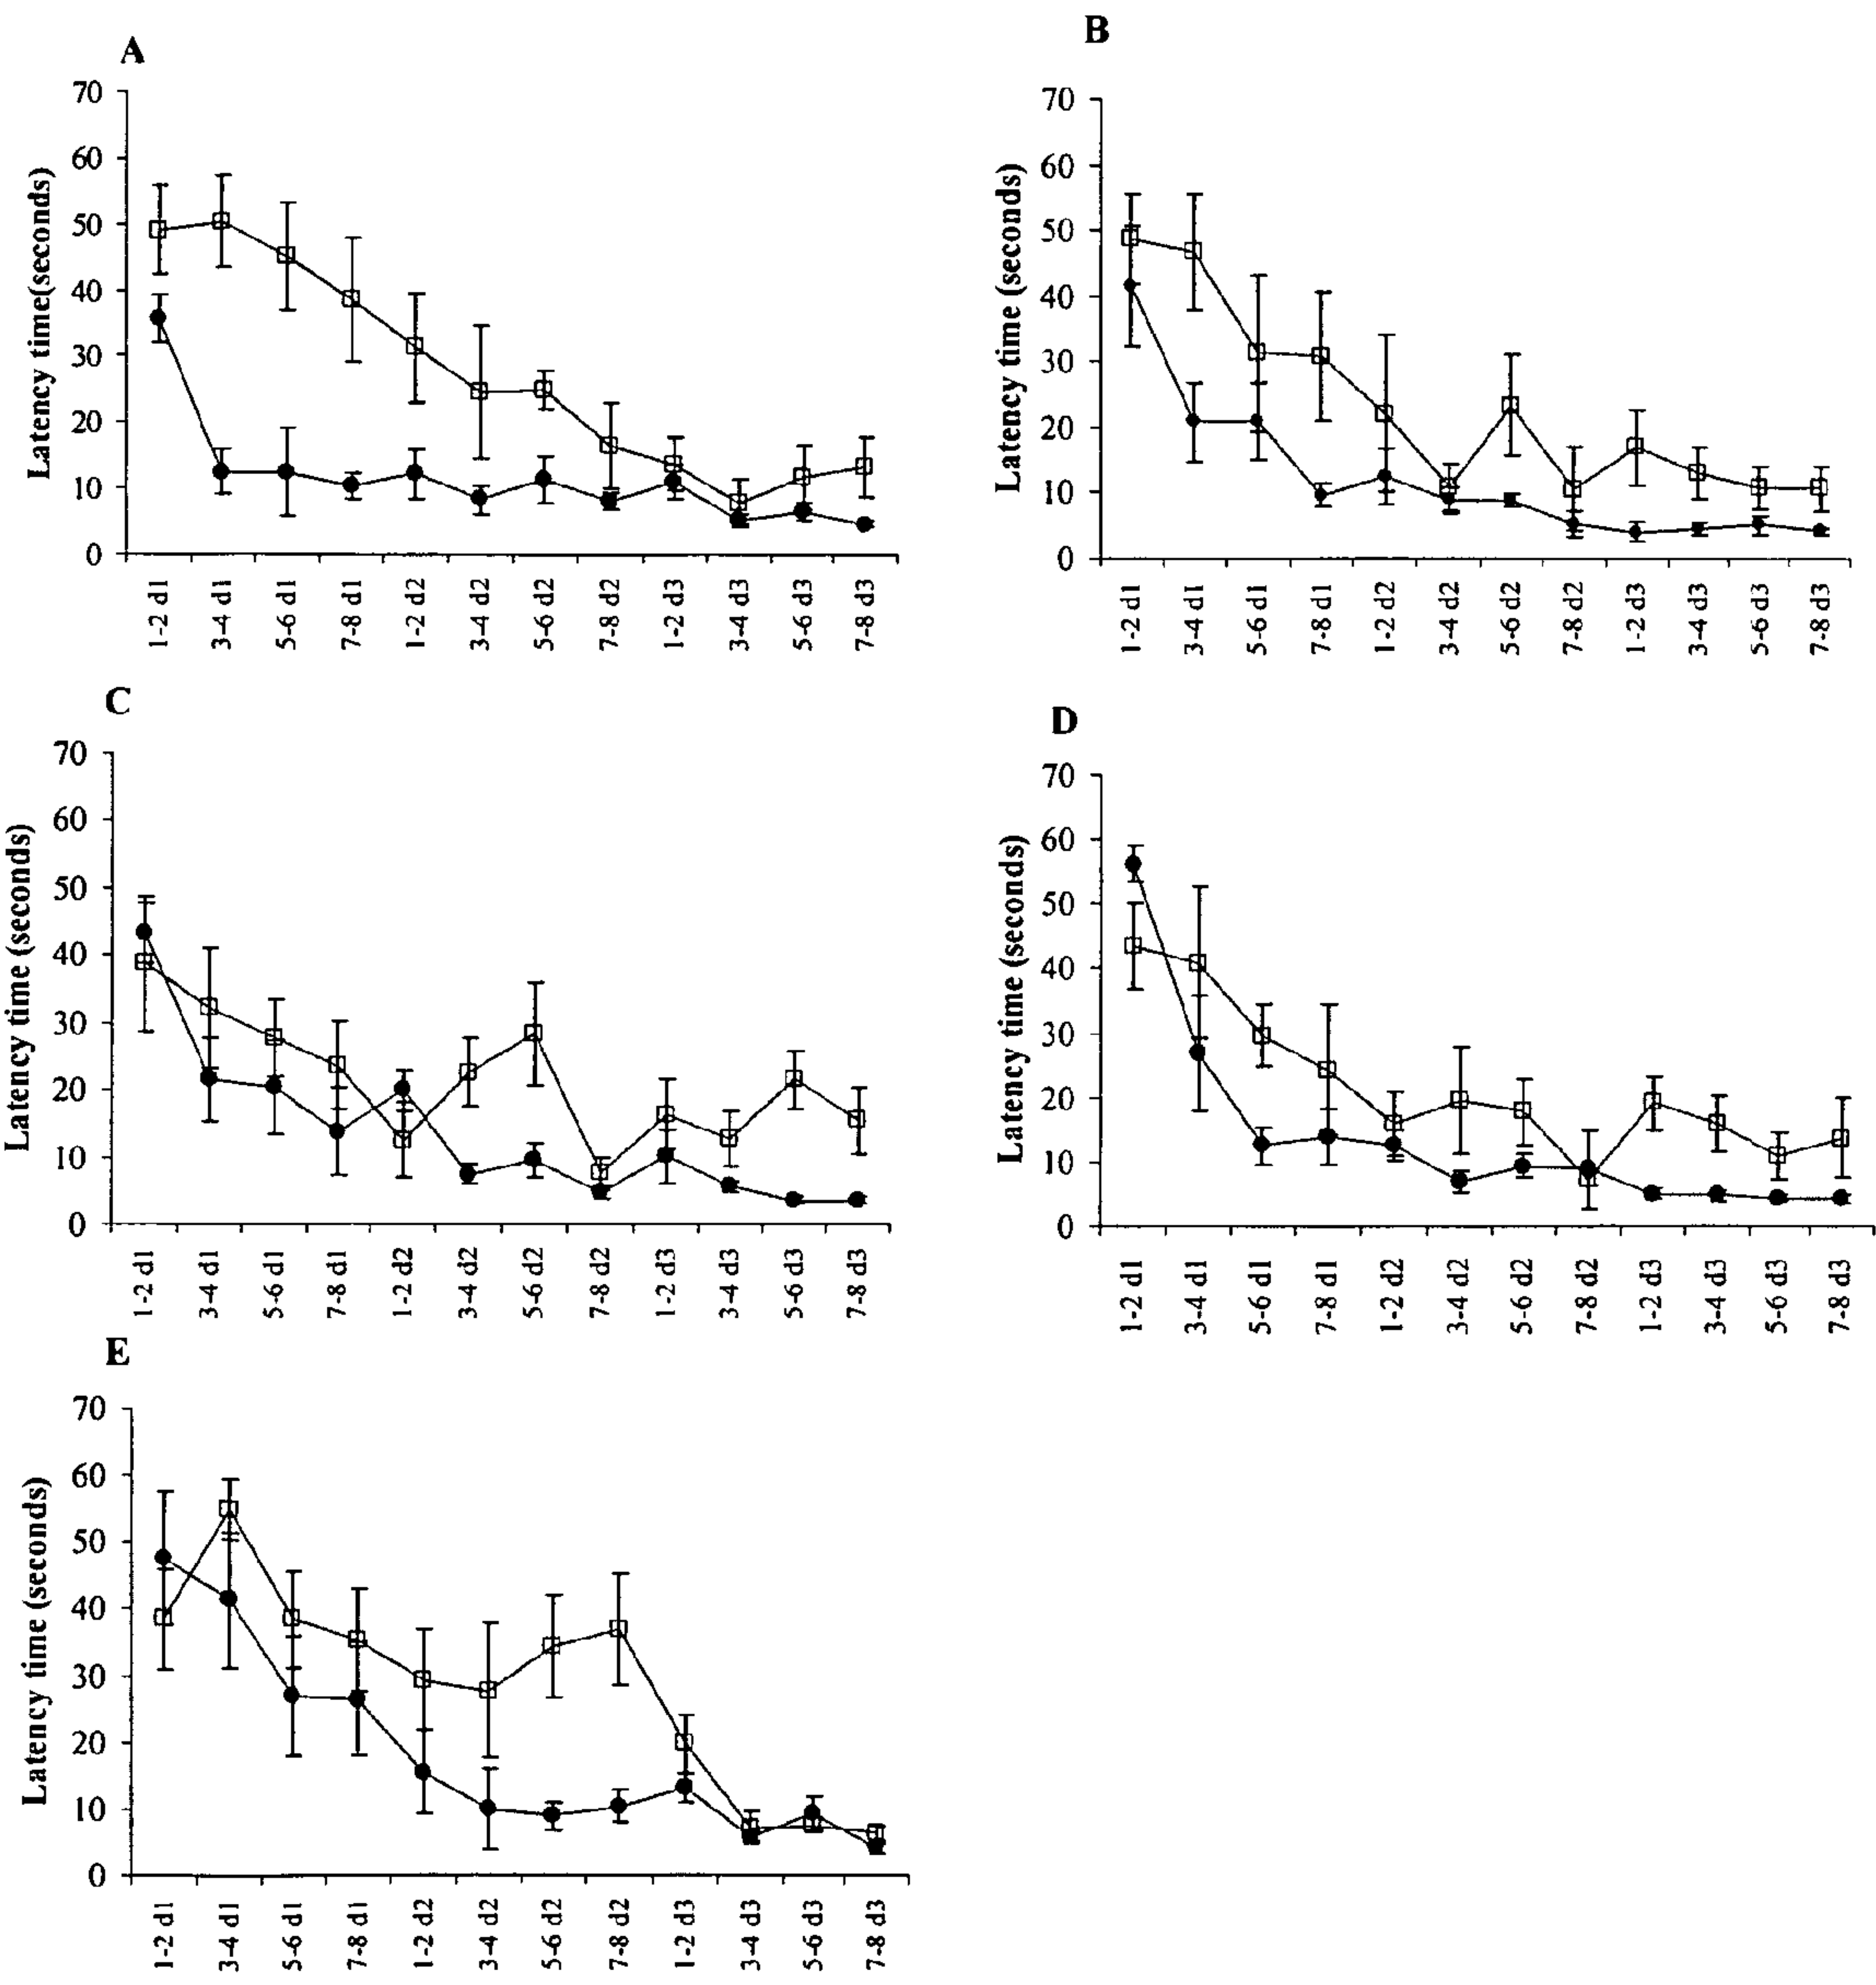 A
Latency time(seconds)
70
60
50
40
30
20
10
0
1-2 d1
3-4 d1
5-6 d1
7-8 d1
1-2 d2
3-4 d2
5-6 d2
7-8 d2
1-2 d3
3-4 d3
5-6 d3
7-8 d3
B
Latency time (seconds)
70
60
50
40
30
20
10
0
1-2 d1
3-4 d1
5-6 d1
7-8 d1
1-2 d2
3-4 d2
5-6 d2
7-8 d2
1-2 d3
3-4 d3
5-6 d3
7-8 d3
C
Latency time (seconds)
70
60
50
40
30
20
10
0
1-2 d1
3-4 d1
5-6 d1
7-8 d1
1-2 d2
3-4 d2
5-6 d2
7-8 d2
1-2 d3
3-4 d3
5-6 d3
7-8 d3
D
Latency time (seconds)
70
60
50
40
30
20
10
0
1-2 d1
3-4 d1
5-6 d1
7-8 d1
1-2 d2
3-4 d2
5-6 d2
7-8 d2
1-2 d3
3-4 d3
5-6 d3
7-8 d3
E
Latency time (seconds)
70
60
50
40
30
20
10
0
1-2 d1
3-4 d1
5-6 d1
7-8 d1
1-2 d2
3-4 d2
5-6 d2
7-8 d2
1-2 d3
3-4 d3
5-6 d3
7-8 d3